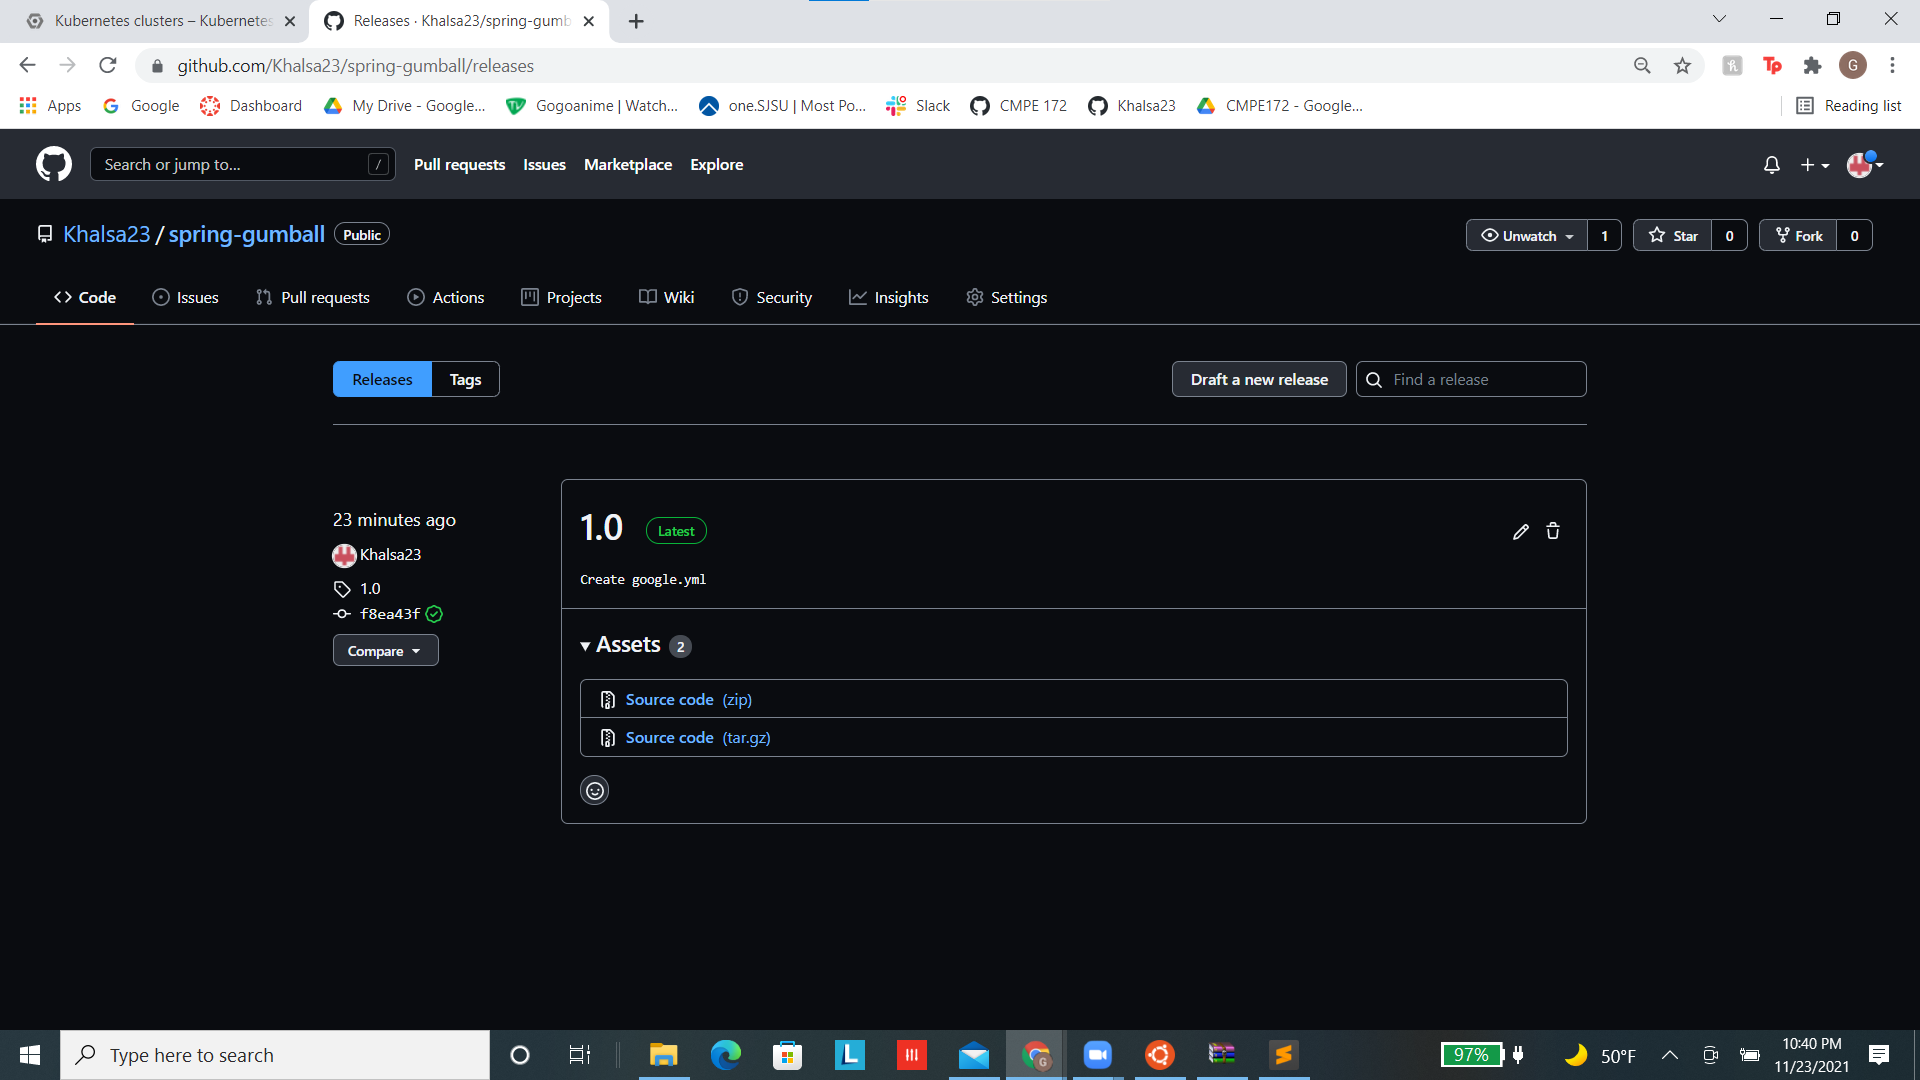 Kubernetes clusters – Kubernetes
Releases · Khalsa23/spring-gumb
github.com/Khalsa23/spring-gumball/releases
G
Apps
Google
Dashboard
My Drive - Google...
Gogoanime | Watch...
one.SJSU | Most Po...
Slack
CMPE 172
Khalsa23
CMPE172 - Google...
Reading list
Search or jump to...
/
Pull requests
Issues
Marketplace
Explore
Khalsa23 / spring-gumball
Public
Unwatch
1
Star
0
Fork
0
Code
Issues
Pull requests
Actions
Projects
Wiki
Security
Insights
Settings
Releases
Tags
Draft a new release
Find a release
23 minutes ago
Khalsa23
1.0
f8ea43f
Compare
1.0
Latest
Create google.yml
Assets 2
Source code (zip)
Source code (tar.gz)
Type here to search
97%
50°F
10:40 PM
11/23/2021